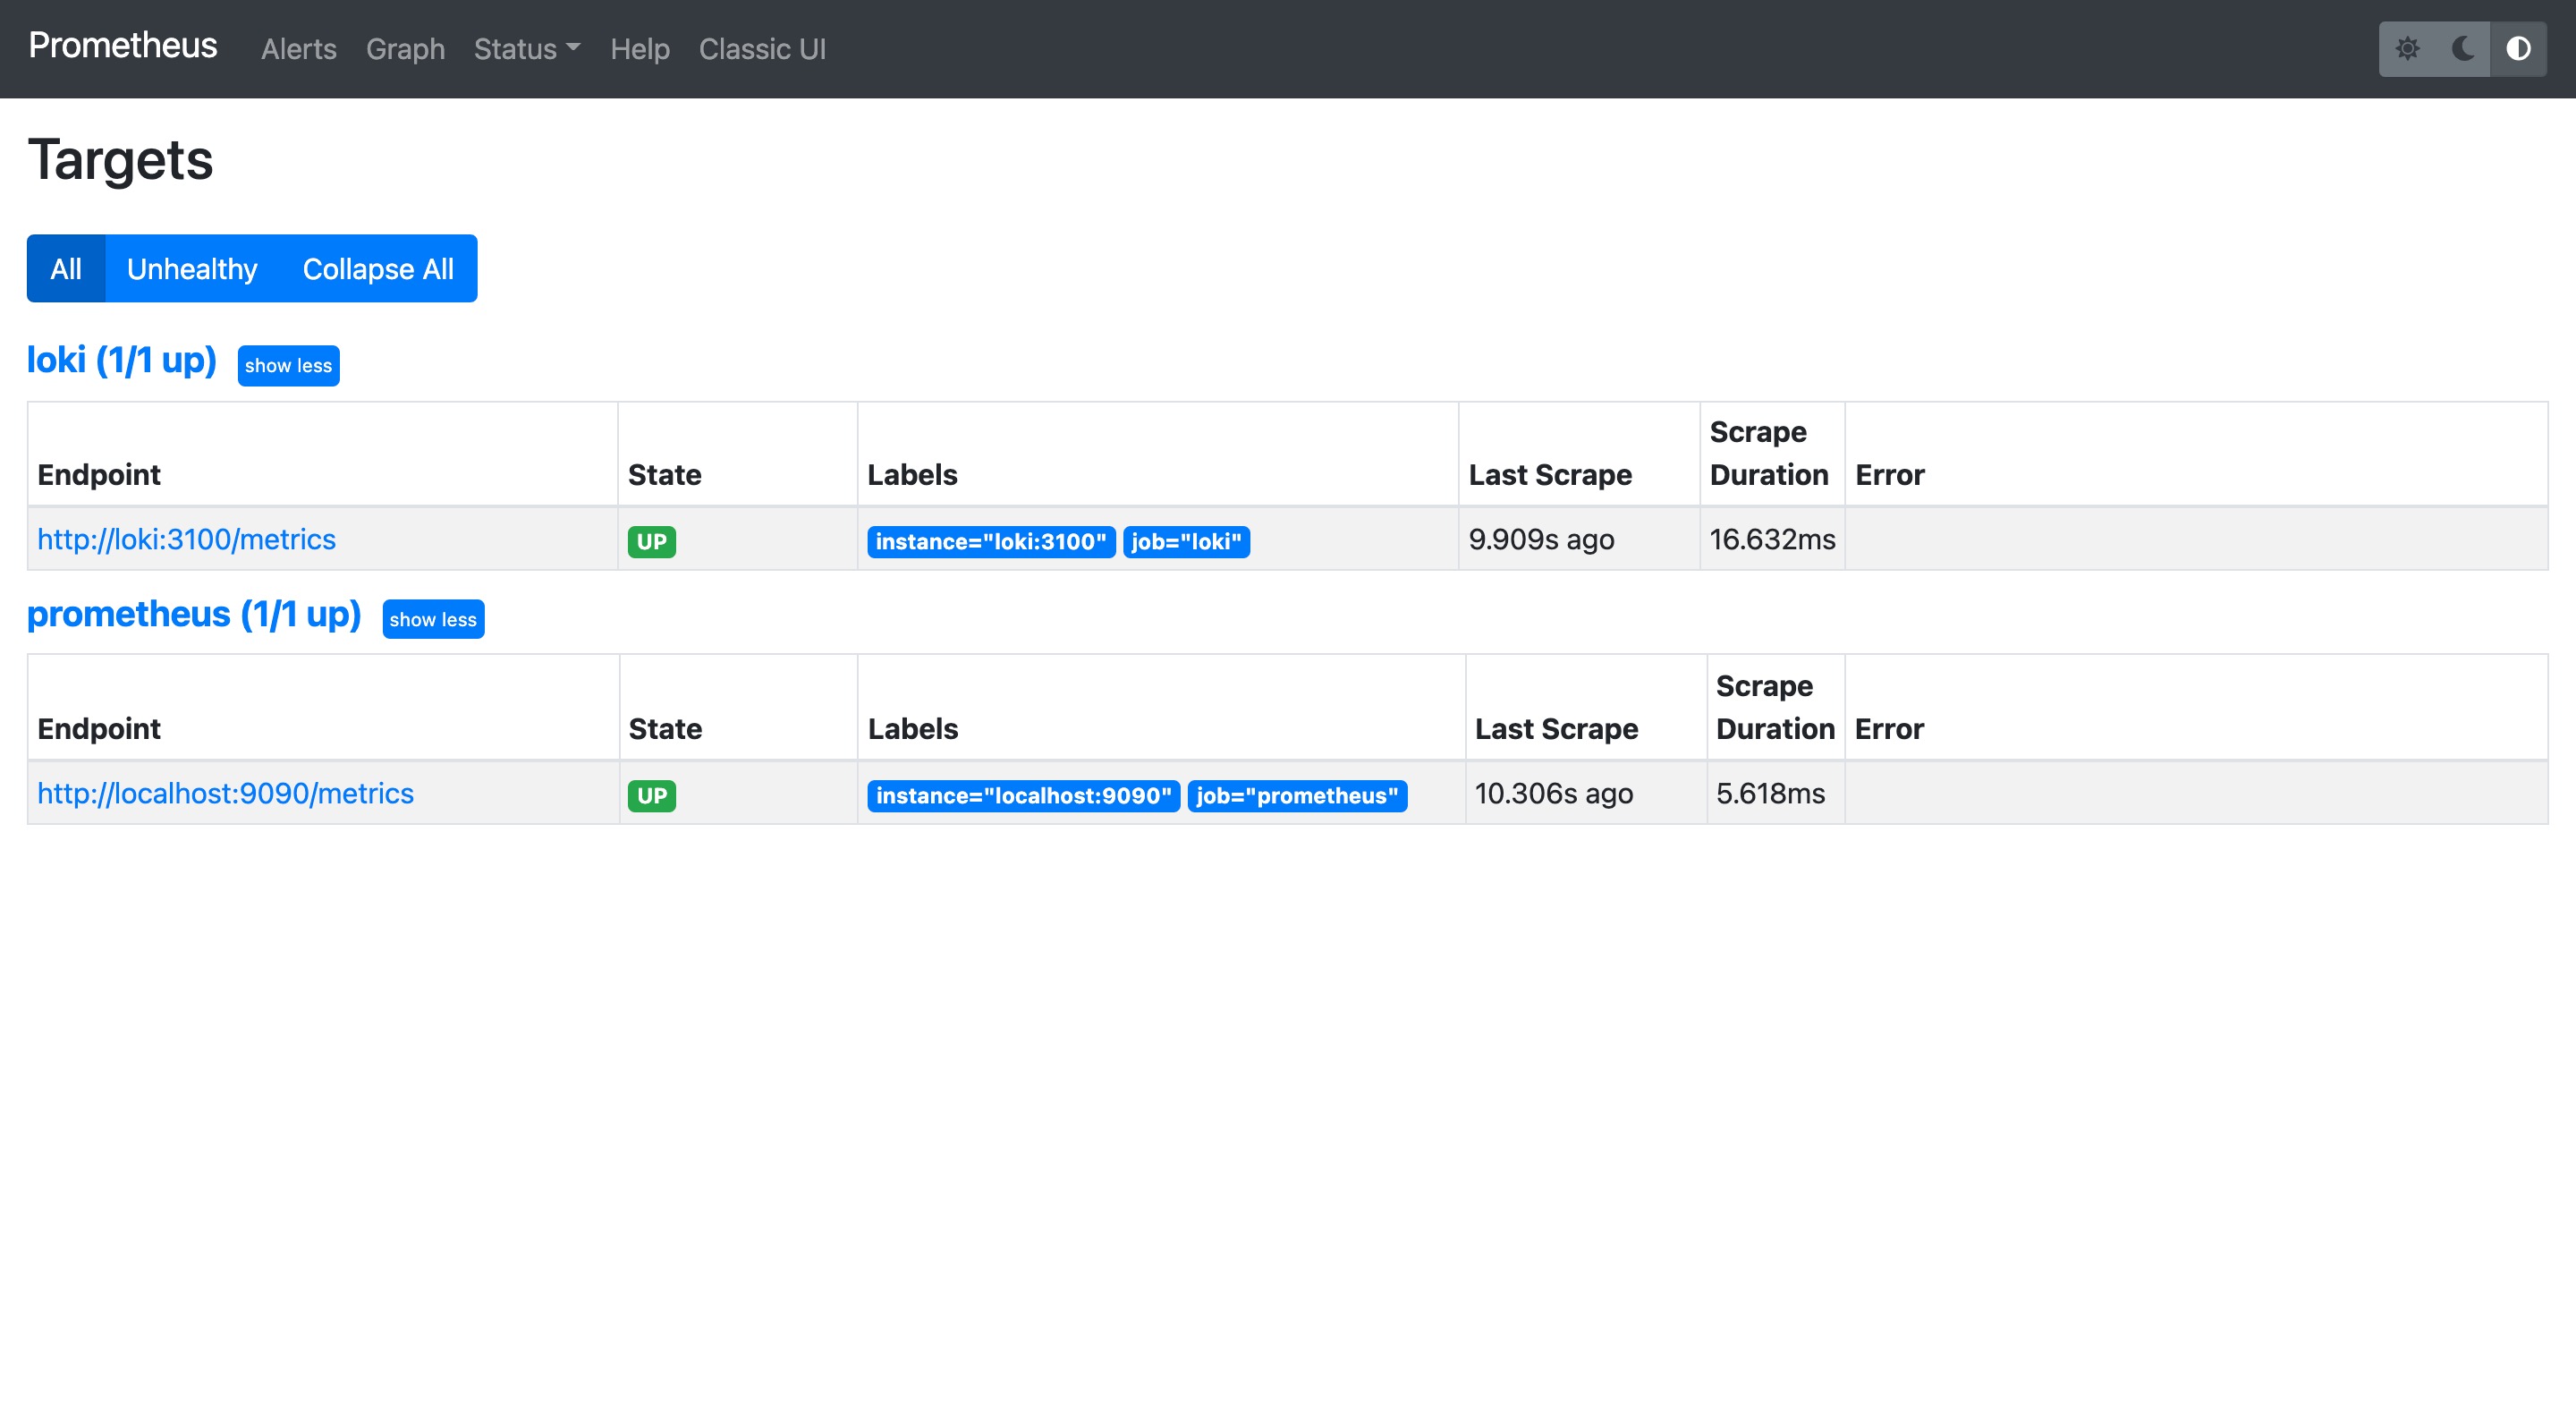 Prometheus Alerts Graph Status Help Classic UI
Targets
All Unhealthy Collapse All
loki (1/1 up) show less
Endpoint State Labels Last Scrape Scrape Duration Error
http://loki:3100/metrics UP instance="loki:3100" job="loki" 9.909s ago 16.632ms
prometheus (1/1 up) show less
Endpoint State Labels Last Scrape Scrape Duration Error
http://localhost:9090/metrics UP instance="localhost:9090" job="prometheus" 10.306s ago 5.618ms